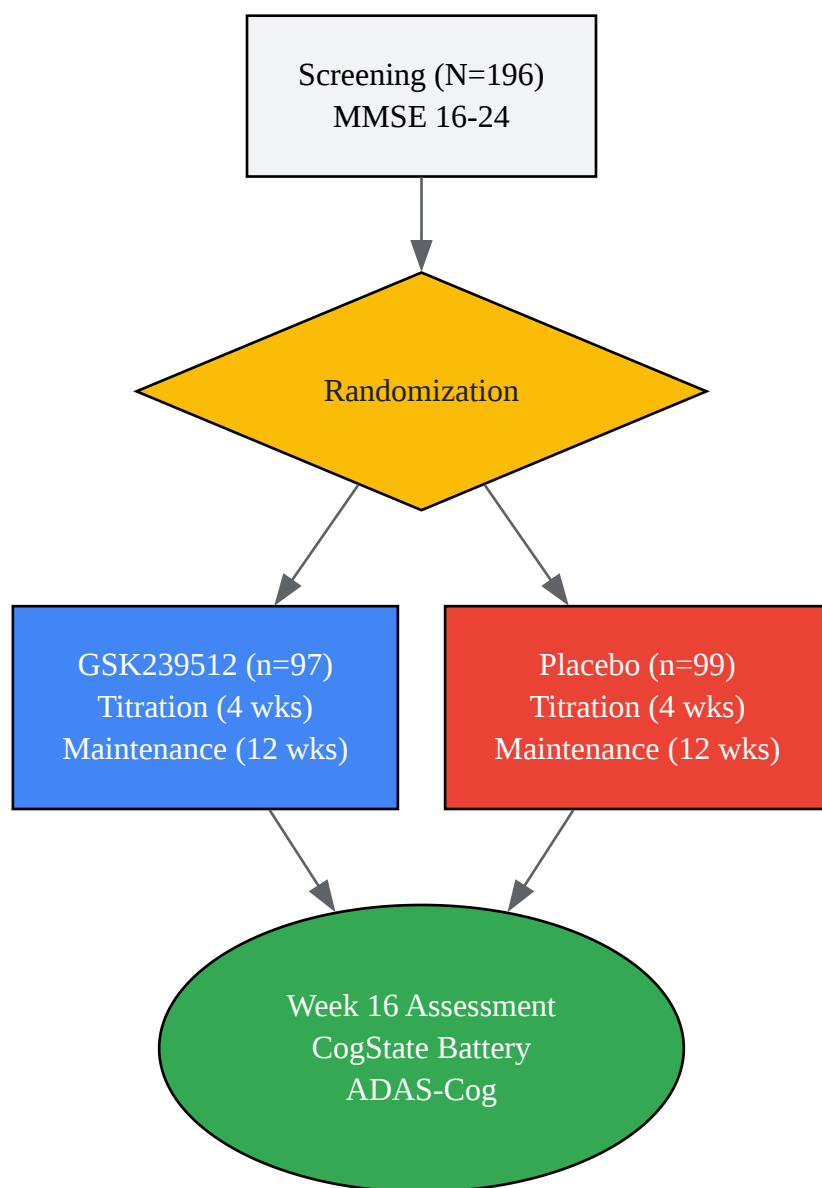 Screening (N=196)
MMSE 16-24
Randomization
GSK239512 (n=97)
Titration (4 wks)
Maintenance (12 wks)
Placebo (n=99)
Titration (4 wks)
Maintenance (12 wks)
Week 16 Assessment
CogState Battery
ADAS-Cog